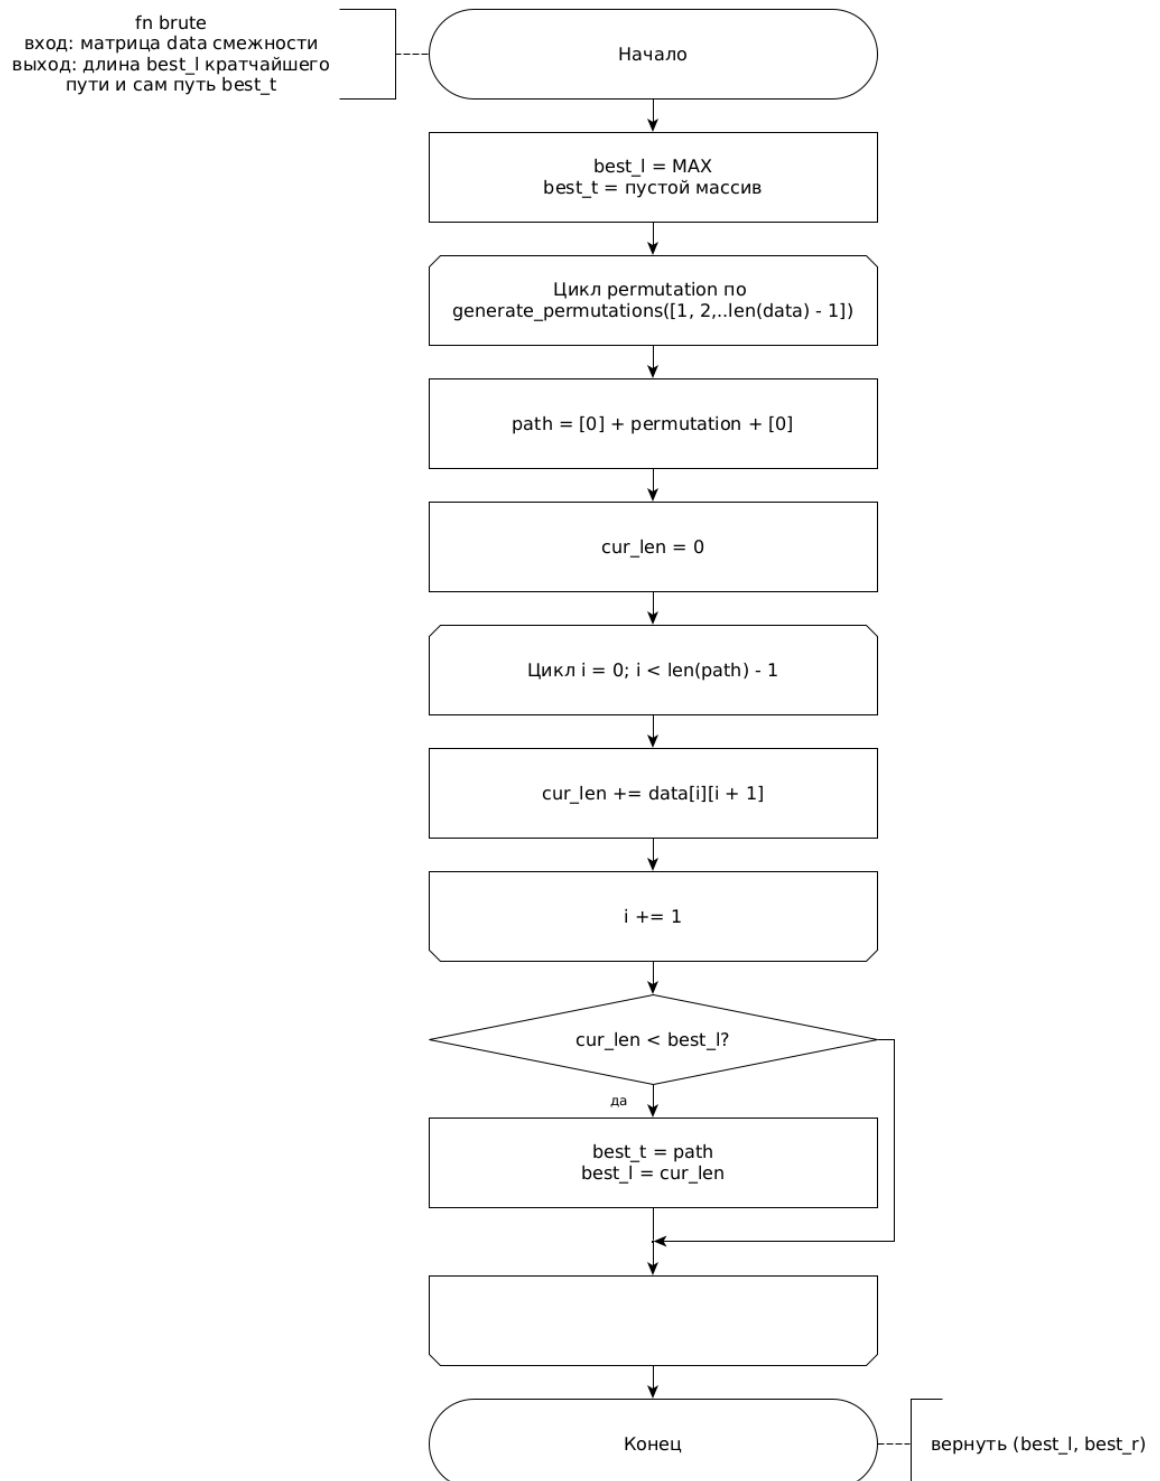 fn brute
вход: матрица data смежности
выход: длина best_l кратчайшего
пути и сам путь best_t
Начало
best_l = MAX
best_t = пустой массив
Цикл permutation по
generate_permutations([1, 2,..len(data) - 1])
path = [0] + permutation + [0]
cur_len = 0
Цикл i = 0; i < len(path) - 1
cur_len += data[i][i + 1]
i += 1
cur_len < best_l?
да
best_t = path
best_l = cur_len
Конец
вернуть (best_l, best_r)